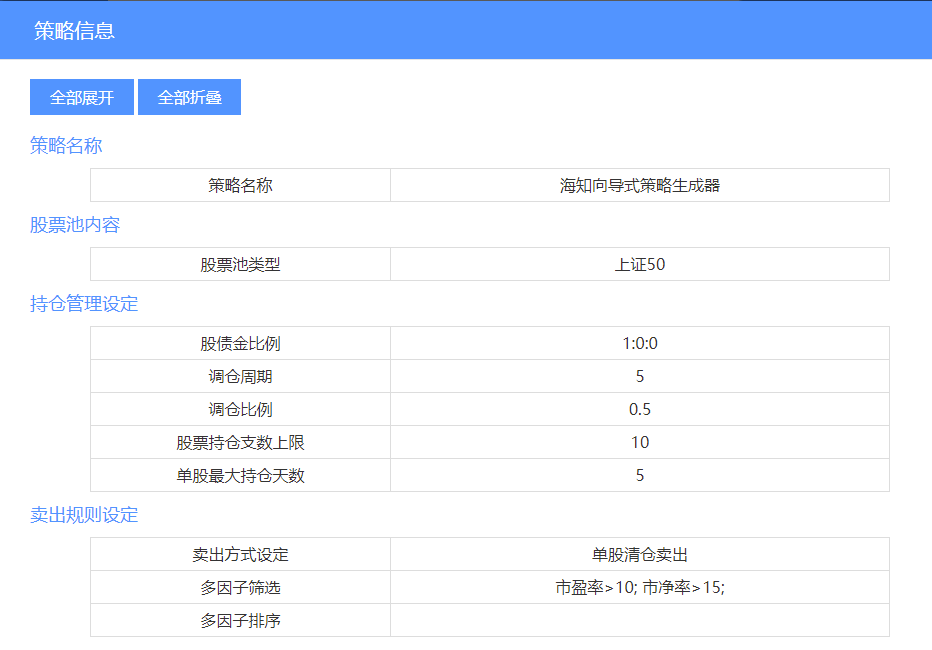 策略信息
全部展开 全部折叠
策略名称
策略名称 海知向导式策略生成器
股票池内容
股票池类型 上证50
持仓管理设定
股债金比例 1:0:0
调仓周期 5
调仓比例 0.5
股票持仓支数上限 10
单股最大持仓天数 5
卖出规则设定
卖出方式设定 单股清仓卖出
多因子筛选 市盈率>10; 市净率>15;
多因子排序